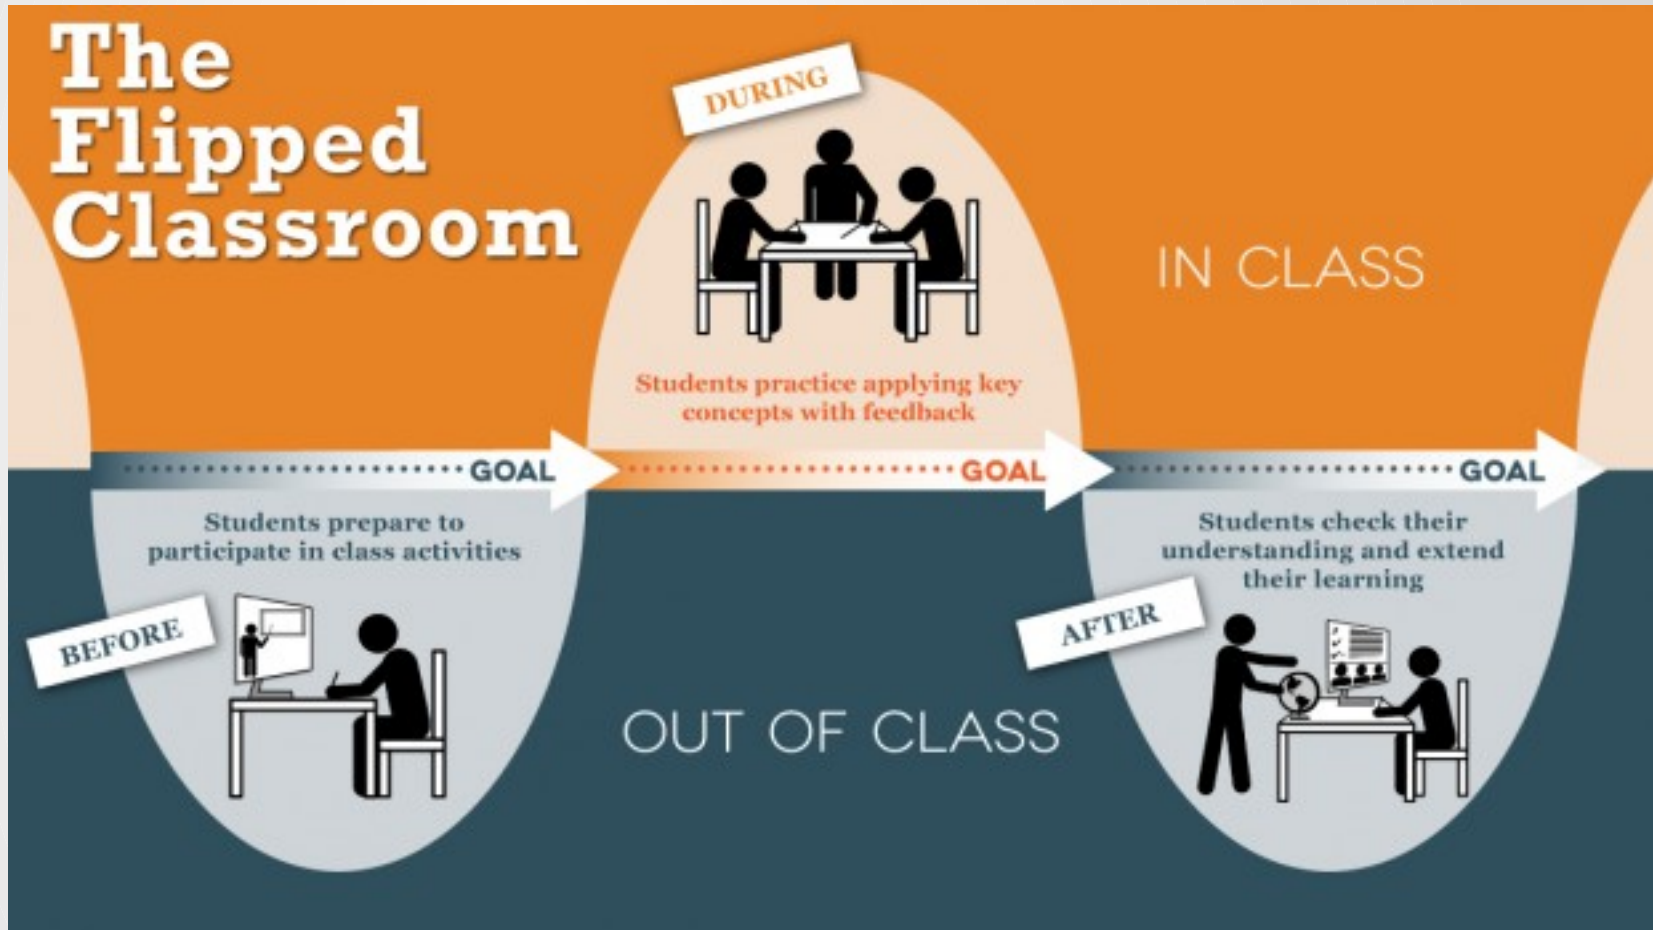 The
Flipped
Classroom
DURING
IN CLASS
Students practice applying key
concepts with feedback
GOAL
GOAL
GOAL
Students prepare to
participate in class activities
BEFORE
OUT OF CLASS
Students check their
understanding and extend
their learning
AFTER